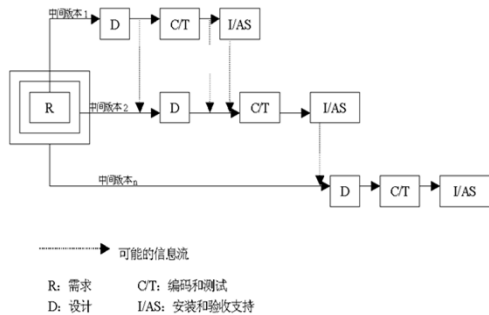 中间版本1
D
C/T
I/AS
R
中间版本2
D
C/T
I/AS
中间版本n
D
C/T
I/AS
可能的信息流
R：需求 C/T：编码和测试
D：设计 I/AS：安装和验收支持